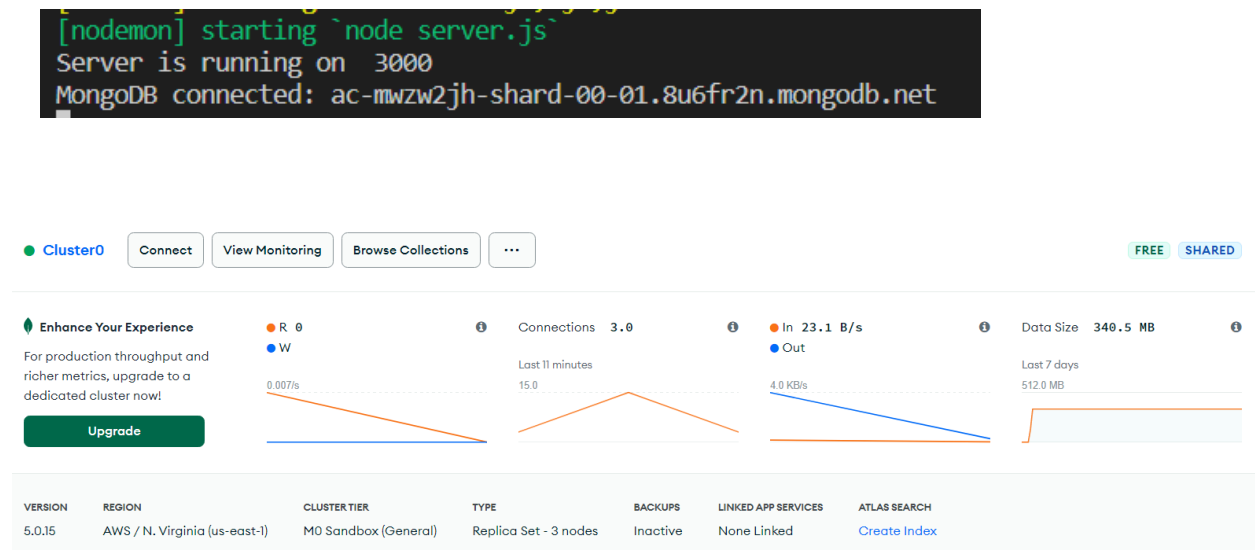 [nodemon] starting `node server.js`
Server is running on  3000
MongoDB connected: ac-mwzw2jh-shard-00-01.8u6fr2n.mongodb.net
Cluster0 Connect View Monitoring Browse Collections ... FREE SHARED
Enhance Your Experience
For production throughput and
richer metrics, upgrade to a
dedicated cluster now!
Upgrade
R 0
W
0.007/s
Connections 3.0
Last 11 minutes
15.0
In 23.1 B/s
Out
4.0 KB/s
Data Size 340.5 MB
Last 7 days
512.0 MB
VERSION REGION CLUSTER TIER TYPE BACKUPS LINKED APP SERVICES ATLAS SEARCH
5.0.15 AWS / N. Virginia (us-east-1) M0 Sandbox (General) Replica Set - 3 nodes Inactive None Linked Create Index